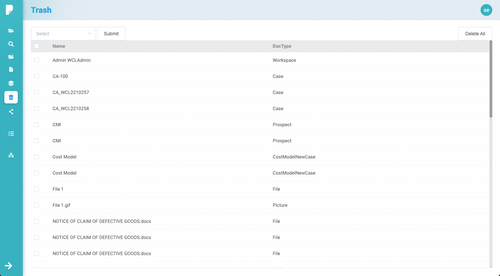 Trash
se
Select
Submit
Delete All
Name DocType
Admin WCLAdmin Workspace
CA-100 Case
CA_WCL2210257 Case
CA_WCL2210258 Case
CMI Prospect
CMI Prospect
Cost Model CostModelNewCase
Cost Model CostModelNewCase
File 1 File
File 1.gif Picture
NOTICE OF CLAIM OF DEFECTIVE GOODS.docx File
NOTICE OF CLAIM OF DEFECTIVE GOODS.docx File
NOTICE OF CLAIM OF DEFECTIVE GOODS.docx File